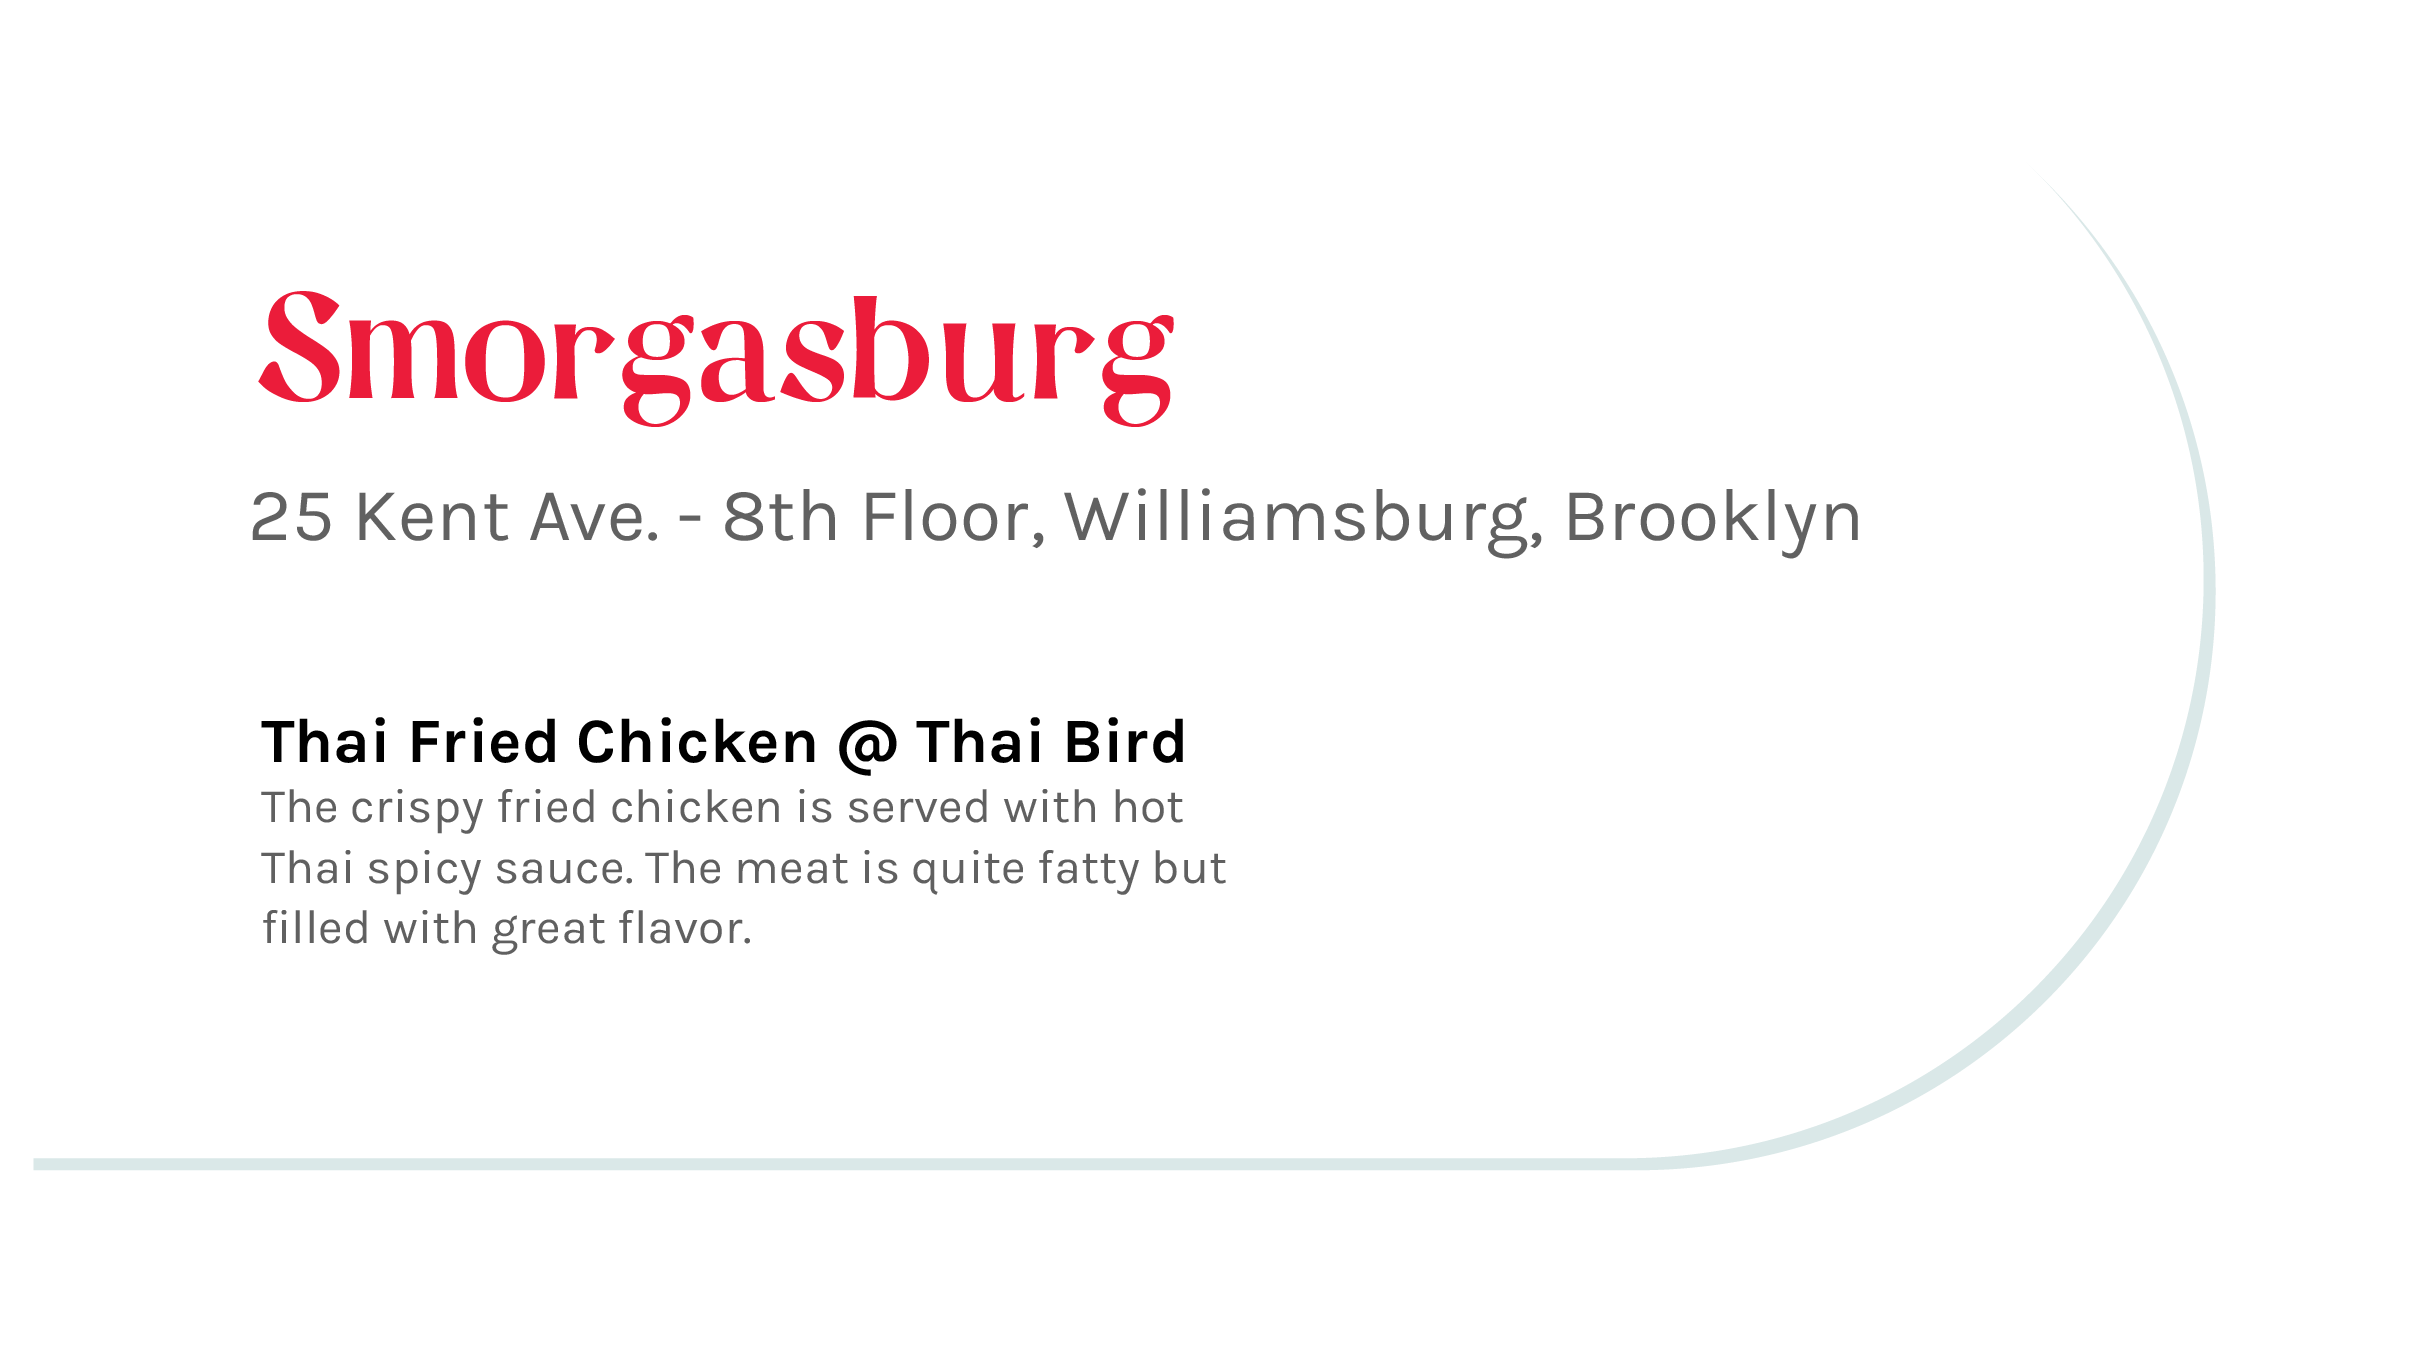 Smorgasburg
25 Kent Ave. - 8th Floor, Williamsburg, Brooklyn
Thai Fried Chicken @ Thai Bird
The crispy fried chicken is served with hot
Thai spicy sauce. The meat is quite fatty but
filled with great flavor.